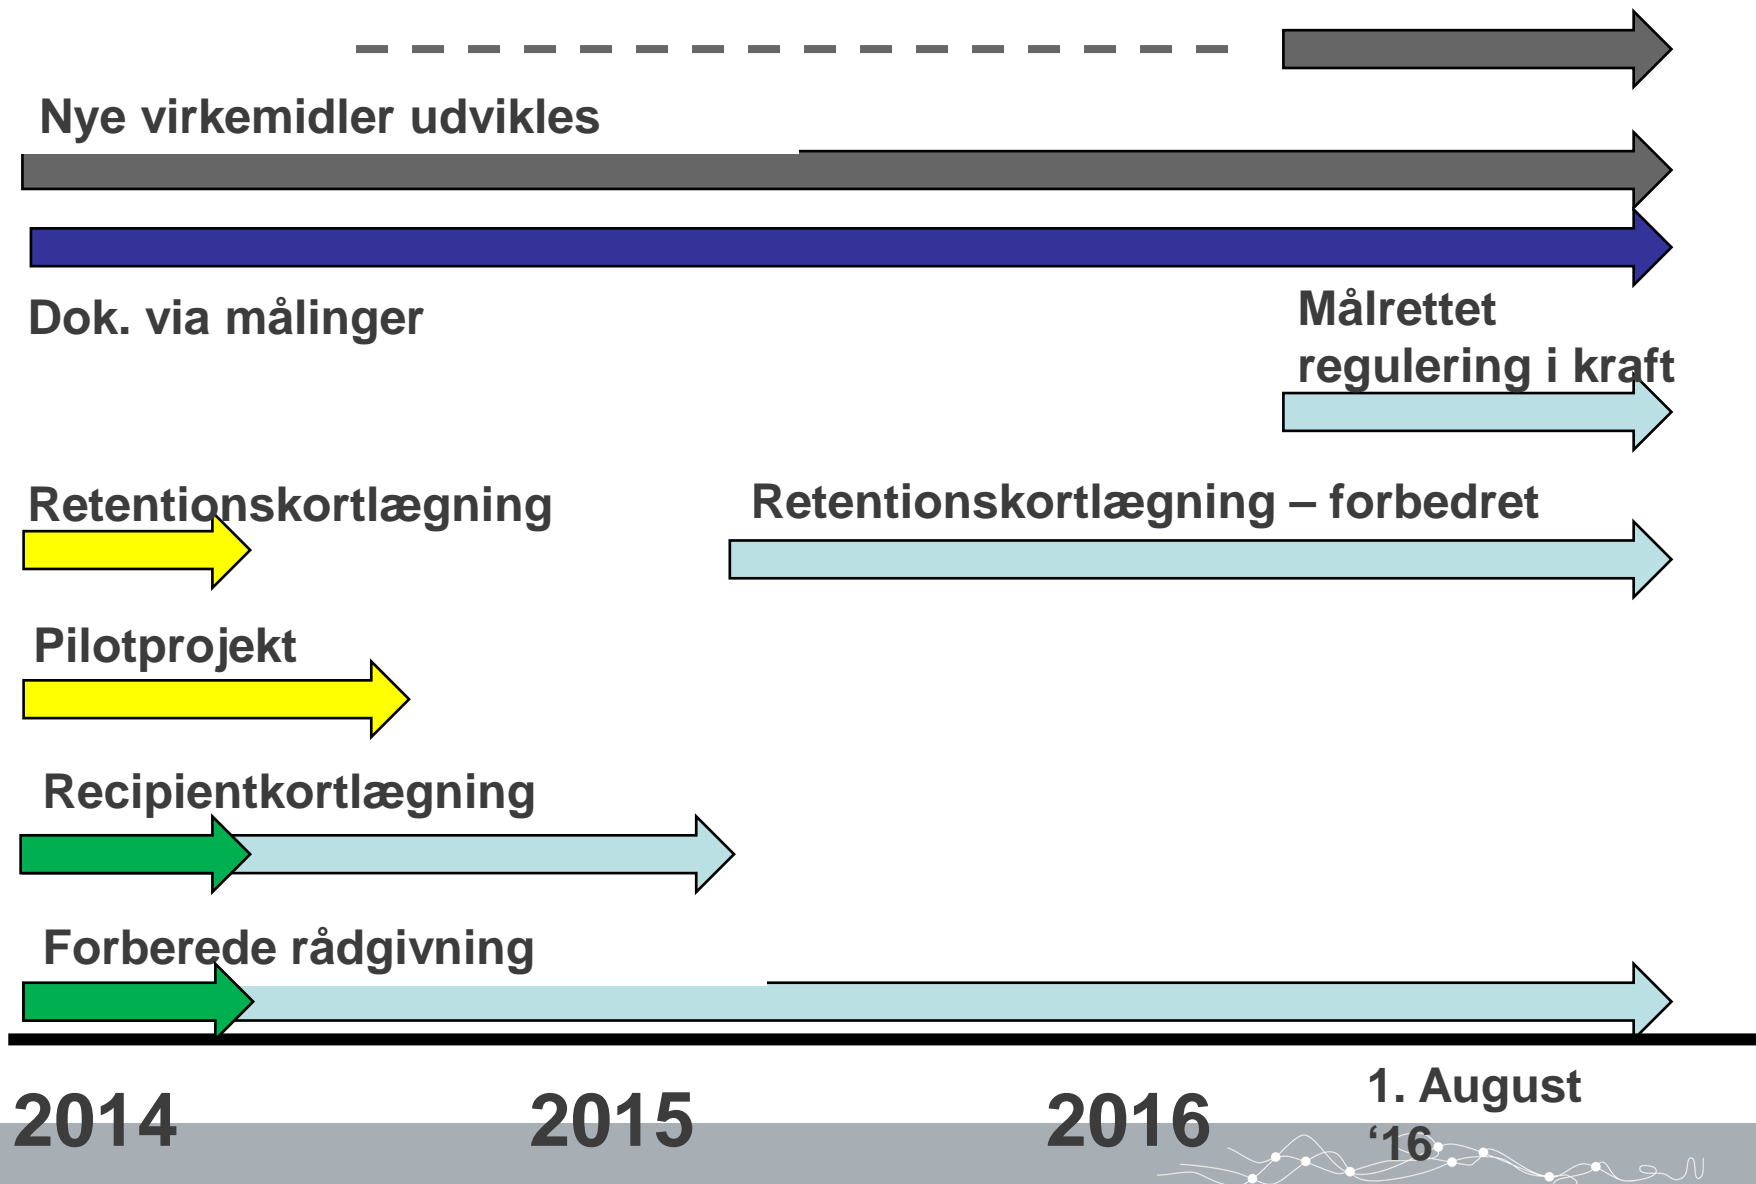 Nye virkemidler udvikles
Dok. via målinger
Målrettet
regulering i kraft
Retentionskortlægning
Retentionskortlægning – forbedret
Pilotprojekt
Recipientkortlægning
Forberede rådgivning
2014
2015
2016
1. August
‘16